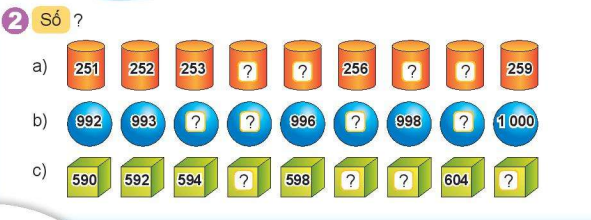 2 Số ?
a) 251 252 253 ? ? 256 ? ? 259
b) 992 993 ? ? 996 ? 998 ? 1 000
c) 590 592 594 ? 598 ? ? 604 ?